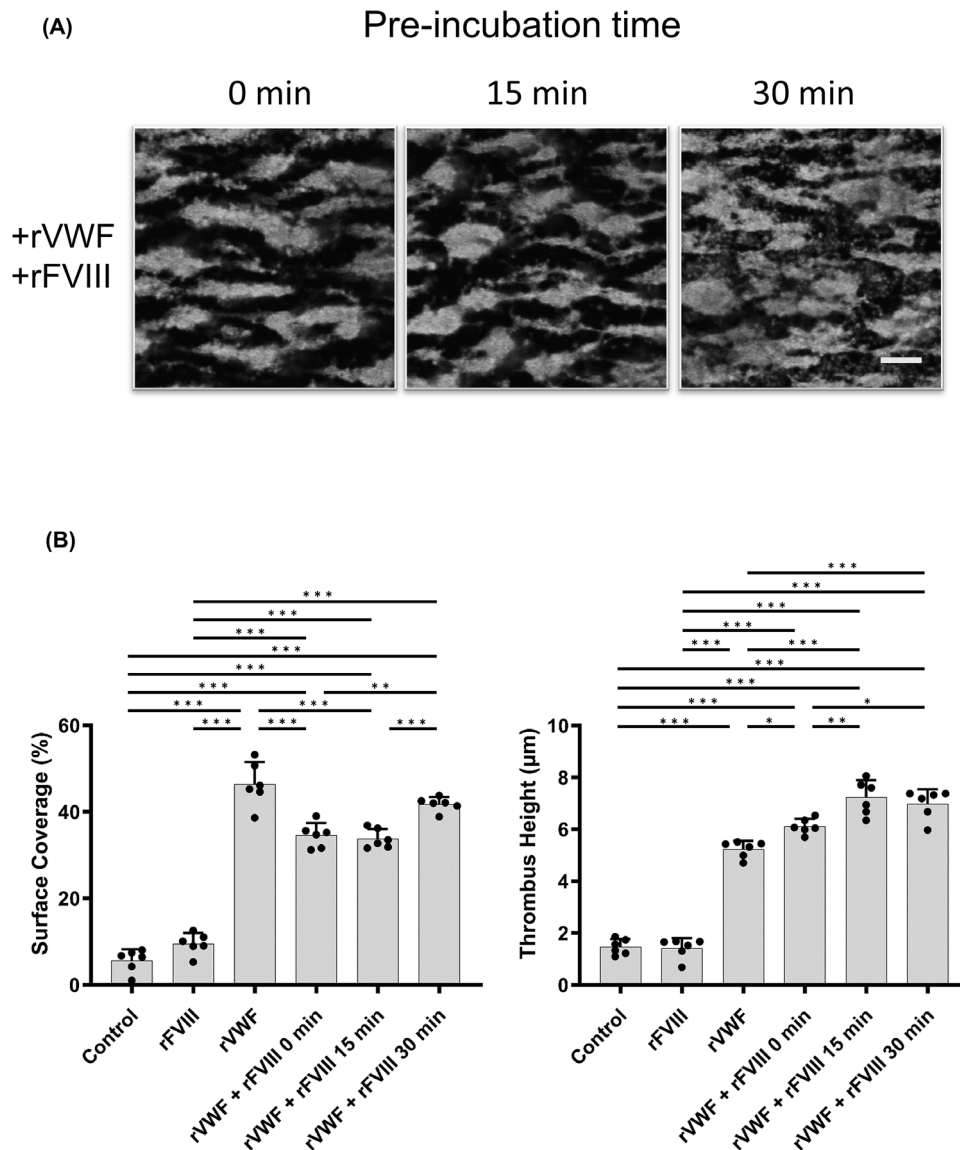 (A)
Pre-incubation time
0 min 15 min 30 min
+rVWF
+rFVIII
(B)
***
***
***
***
***
*** **
*** ***
*** *** ***
60
40
20
0
Surface Coverage (%)
Control
rFVIII
rVWF
rVWF + rFVIII 0 min
rVWF + rFVIII 15 min
rVWF + rFVIII 30 min
***
***
***
***
*** ***
***
***
*** *
*** * **
10
8
6
4
2
0
Thrombus Height (µm)
Control
rFVIII
rVWF
rVWF + rFVIII 0 min
rVWF + rFVIII 15 min
rVWF + rFVIII 30 min